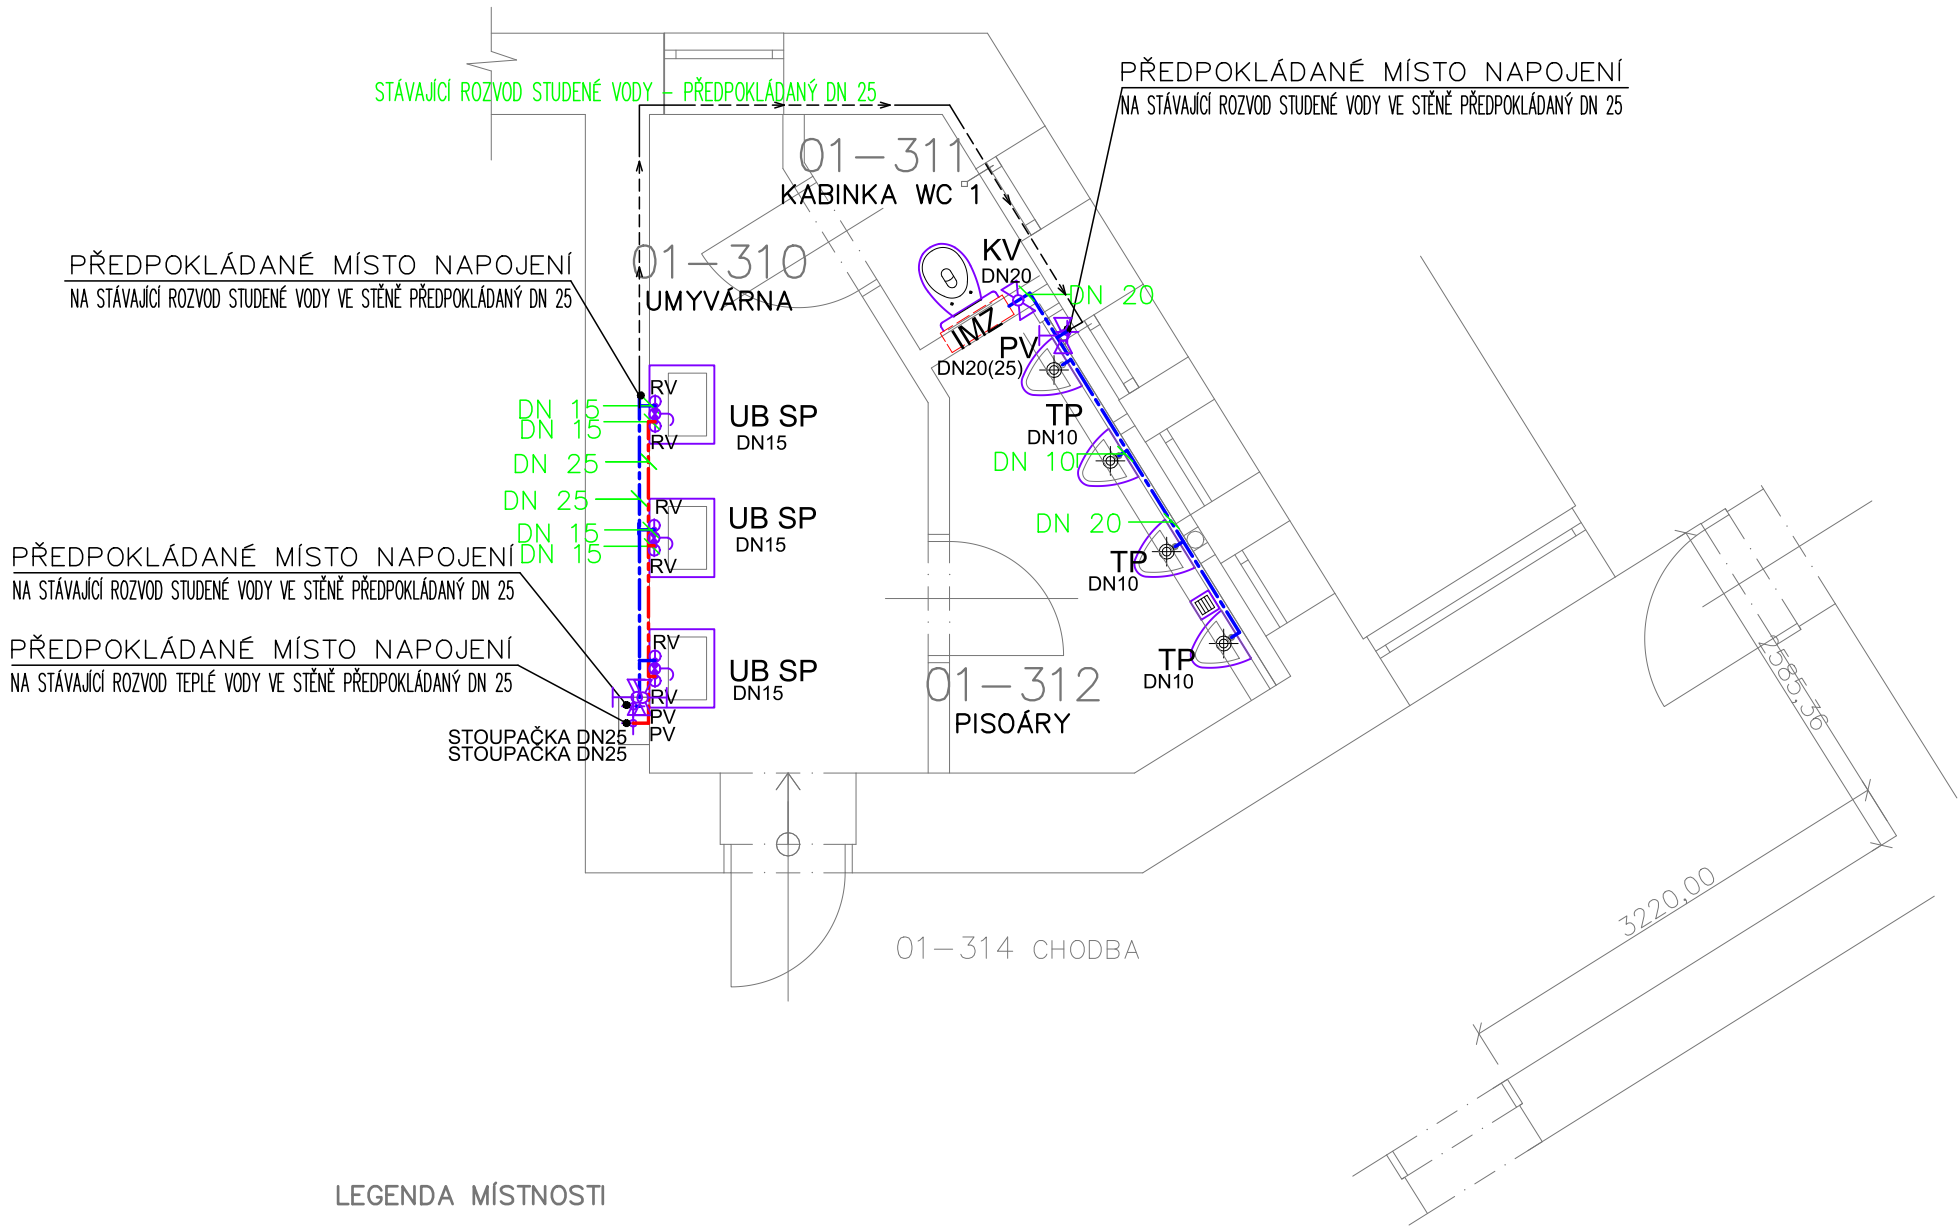 STÁVAJÍCÍ ROZVOD STUDENÉ VODY - PŘEDPOKLÁDANÝ DN 25
PŘEDPOKLÁDANÉ MÍSTO NAPOJENÍ
NA STÁVAJÍCÍ ROZVOD STUDENÉ VODY VE STĚNĚ PŘEDPOKLÁDANÝ DN 25
01-311
KABINKA WC 1
PŘEDPOKLÁDANÉ MÍSTO NAPOJENÍ
NA STÁVAJÍCÍ ROZVOD STUDENÉ VODY VE STĚNĚ PŘEDPOKLÁDANÝ DN 25
01-310
UMYVÁRNA
KV
DN20
DN 20
IMZ
PV
DN20(25)
RV
DN 15
DN 15
RV
UB SP
DN15
TP
DN10
DN 25
DN 10
DN 25
RV
UB SP
DN15
DN 15
DN 15
RV
DN 20
TP
DN10
PŘEDPOKLÁDANÉ MÍSTO NAPOJENÍ
NA STÁVAJÍCÍ ROZVOD STUDENÉ VODY VE STĚNĚ PŘEDPOKLÁDANÝ DN 25
PŘEDPOKLÁDANÉ MÍSTO NAPOJENÍ
NA STÁVAJÍCÍ ROZVOD TEPLÉ VODY VE STĚNĚ PŘEDPOKLÁDANÝ DN 25
RV
UB SP
DN15
RV
PV
PV
TP
DN10
01-312
PISOÁRY
STOUPAČKA DN25
STOUPAČKA DN25
2585,36
3220,00
01-314 CHODBA
LEGENDA MÍSTNOSTI